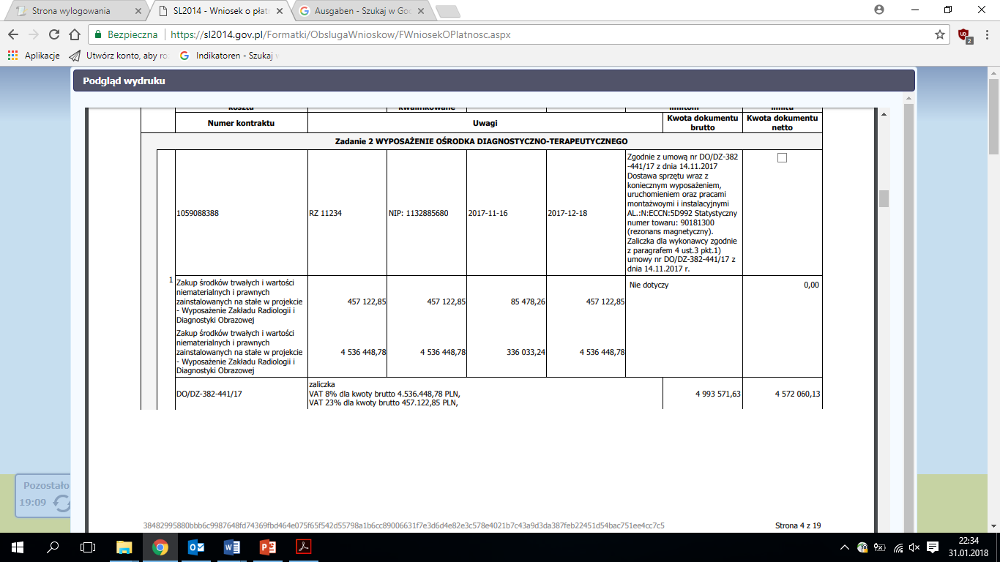 Strona wylogowania
SL2014 - Wniosek o płatn
Ausgaben - Szukaj w Goo
Bezpieczna
https://sl2014.gov.pl/Formatki/ObslugaWnioskow/FWniosekOPlatnosc.aspx
2
Aplikacje
Utwórz konto, aby ro
Indikatoren - Szukaj w
Podgląd wydruku
kosztu
kwalifikowane
limitom
limitu
Numer kontraktu
Uwagi
Kwota dokumentu
brutto
Kwota dokumentu
netto
Zadanie 2 WYPOSAŻENIE OŚRODKA DIAGNOSTYCZNO-TERAPEUTYCZNEGO
1
1059088388
RZ 11234
NIP: 1132885680
2017-11-16
2017-12-18
Zgodnie z umową nr DO/DZ-382
-441/17 z dnia 14.11.2017
Dostawa sprzętu wraz z
koniecznym wyposażeniem,
uruchomieniem oraz pracami
montażwoymi i instalacyjnymi
AL.:N:ECCN:5D992 Statystyczny
numer towaru: 90181300
(rezonans magnetyczny).
Zaliczka dla wykonawcy zgodnie
z paragrafem 4 ust.3 pkt.1)
umowy nr DO/DZ-382-441/17 z
dnia 14.11.2017 r.
Zakup środków trwałych i wartości
niematerialnych i prawnych
zainstalowanych na stałe w projekcie
- Wyposażenie Zakładu Radiologii i
Diagnostyki Obrazowej
457 122,85
457 122,85
85 478,26
457 122,85
Nie dotyczy
0,00
Zakup środków trwałych i wartości
niematerialnych i prawnych
zainstalowanych na stałe w projekcie
- Wyposażenie Zakładu Radiologii i
Diagnostyki Obrazowej
4 536 448,78
4 536 448,78
336 033,24
4 536 448,78
DO/DZ-382-441/17
zaliczka
VAT 8% dla kwoty brutto 4.536.448,78 PLN,
VAT 23% dla kwoty brutto 457.122,85 PLN,
4 993 571,63
4 572 060,13
Pozostało
19:09
38482995880bbb6c9987648fd74369fbd464e075f65f542d55798a1b6cc89006631f7e3d6d4e82e3c578e4021b7c43a9d3da387feb22451d54bac751ee4cc7c5
Strona 4 z 19
22:34
31.01.2018